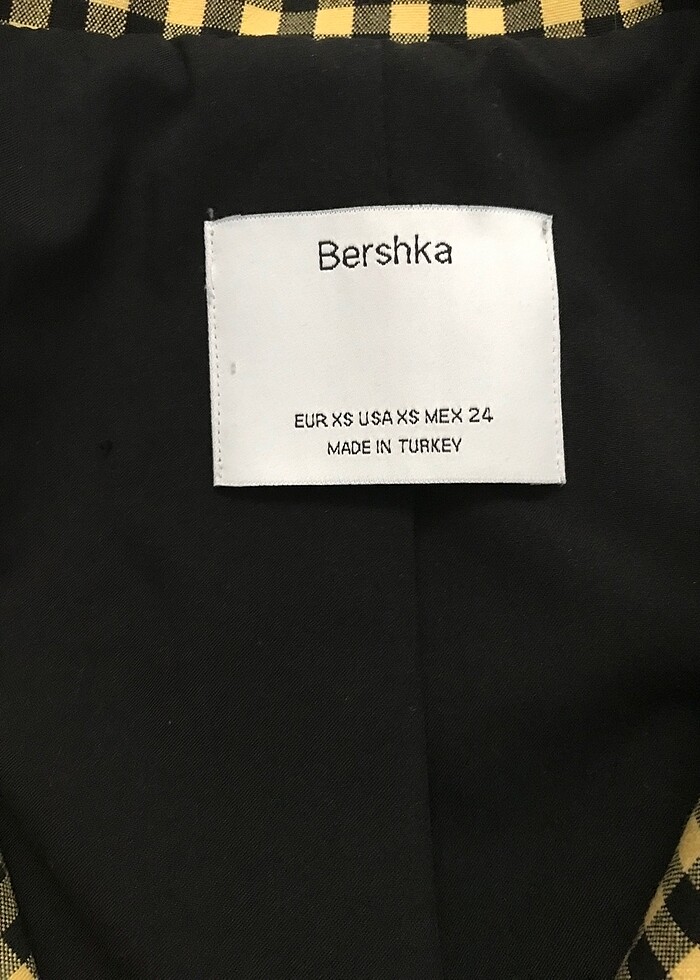 Bershka
EUR XS USA XS MEX 24
MADE IN TURKEY